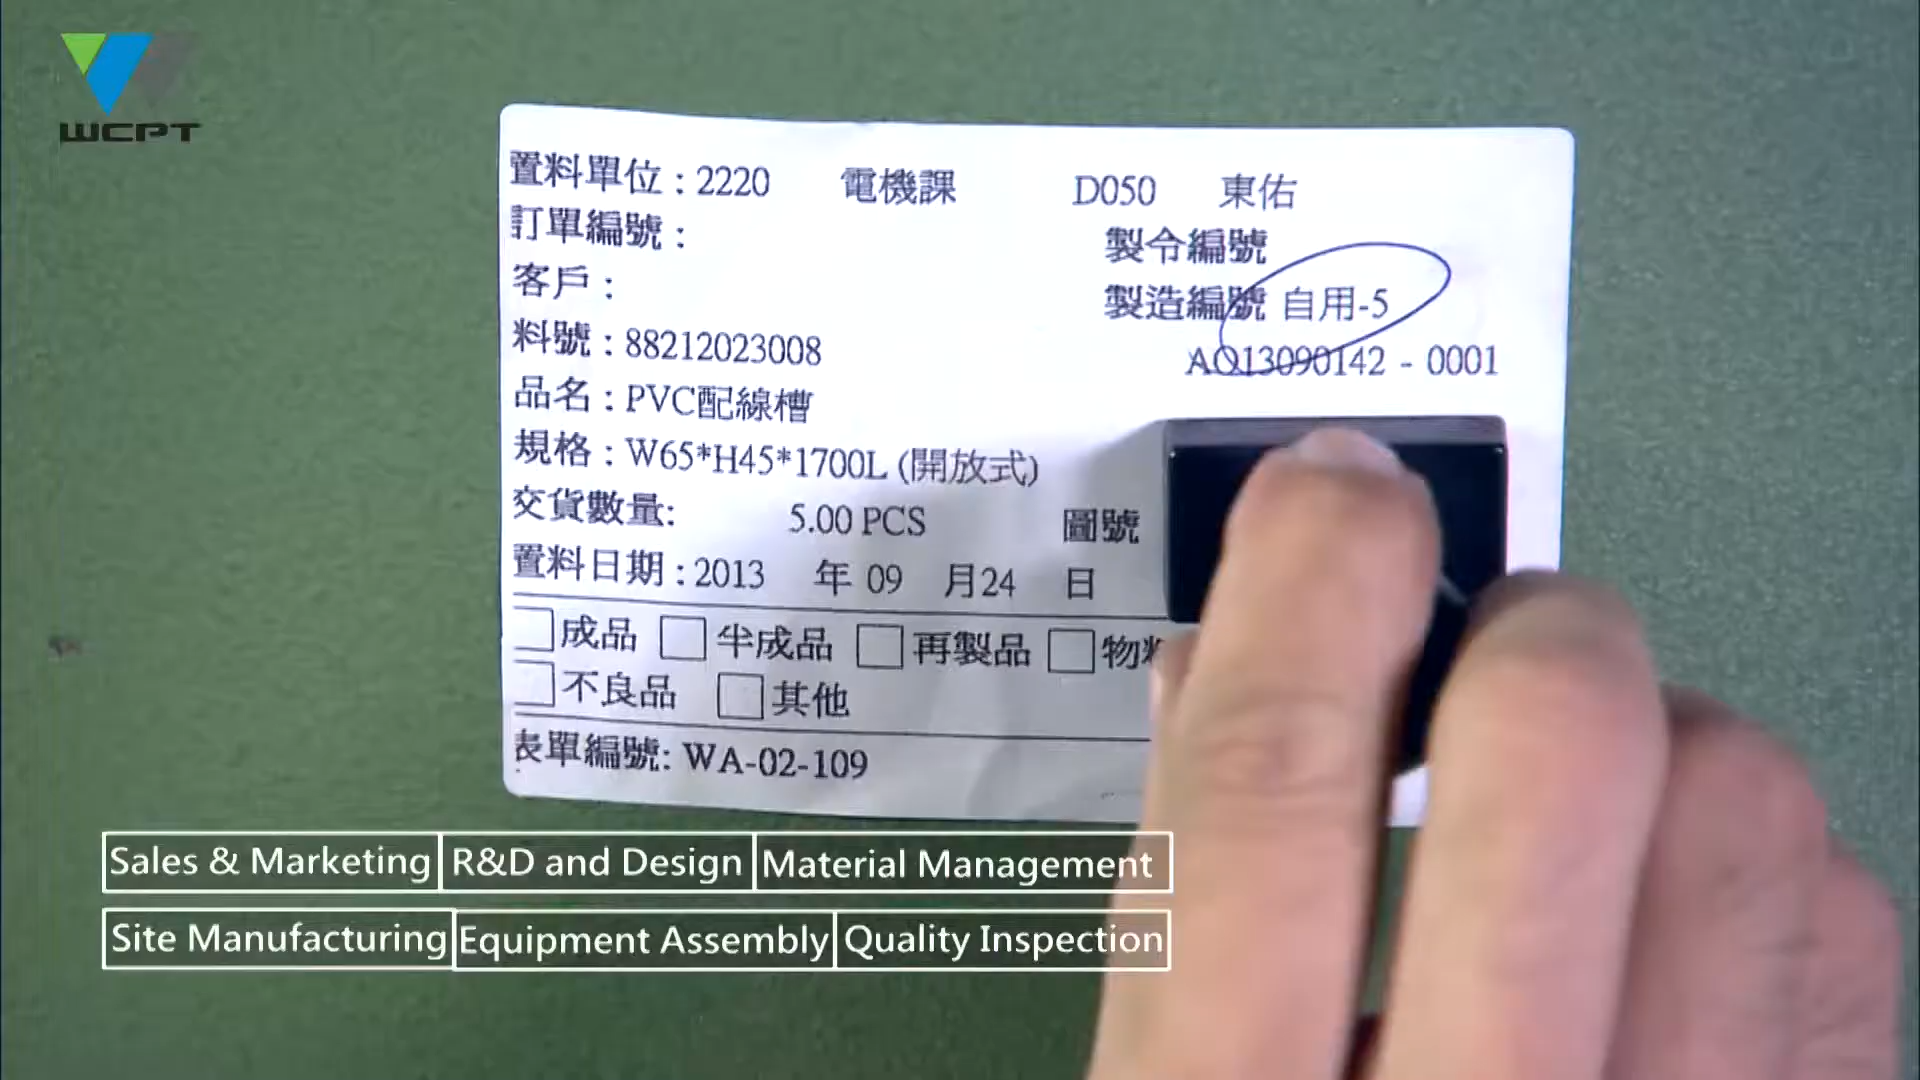 WCPT
置料單位：2220 電機課 D050 東佑
訂單編號：
製令編號
客戶：
製造編號 自用-5
料號：88212023008
AQ13090142 - 0001
品名：PVC配線槽
規格：W65*H45*1700L (開放式)
交貨數量: 5.00 PCS 圖號
置料日期：2013 年 09 月24 日
成品 半成品 再製品 物料
不良品 其他
表單編號: WA-02-109
Sales & Marketing R&D and Design Material Management
Site Manufacturing Equipment Assembly Quality Inspection